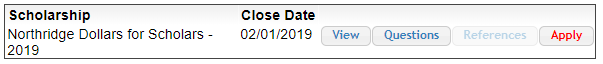 Scholarship Close Date
Northridge Dollars for Scholars - 02/01/2019 View Questions References Apply
2019